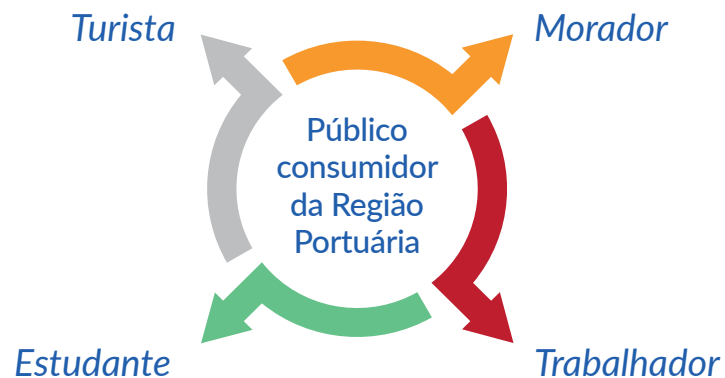 Turista
Morador
Público
consumidor
da Região
Portuária
Estudante
Trabalhador